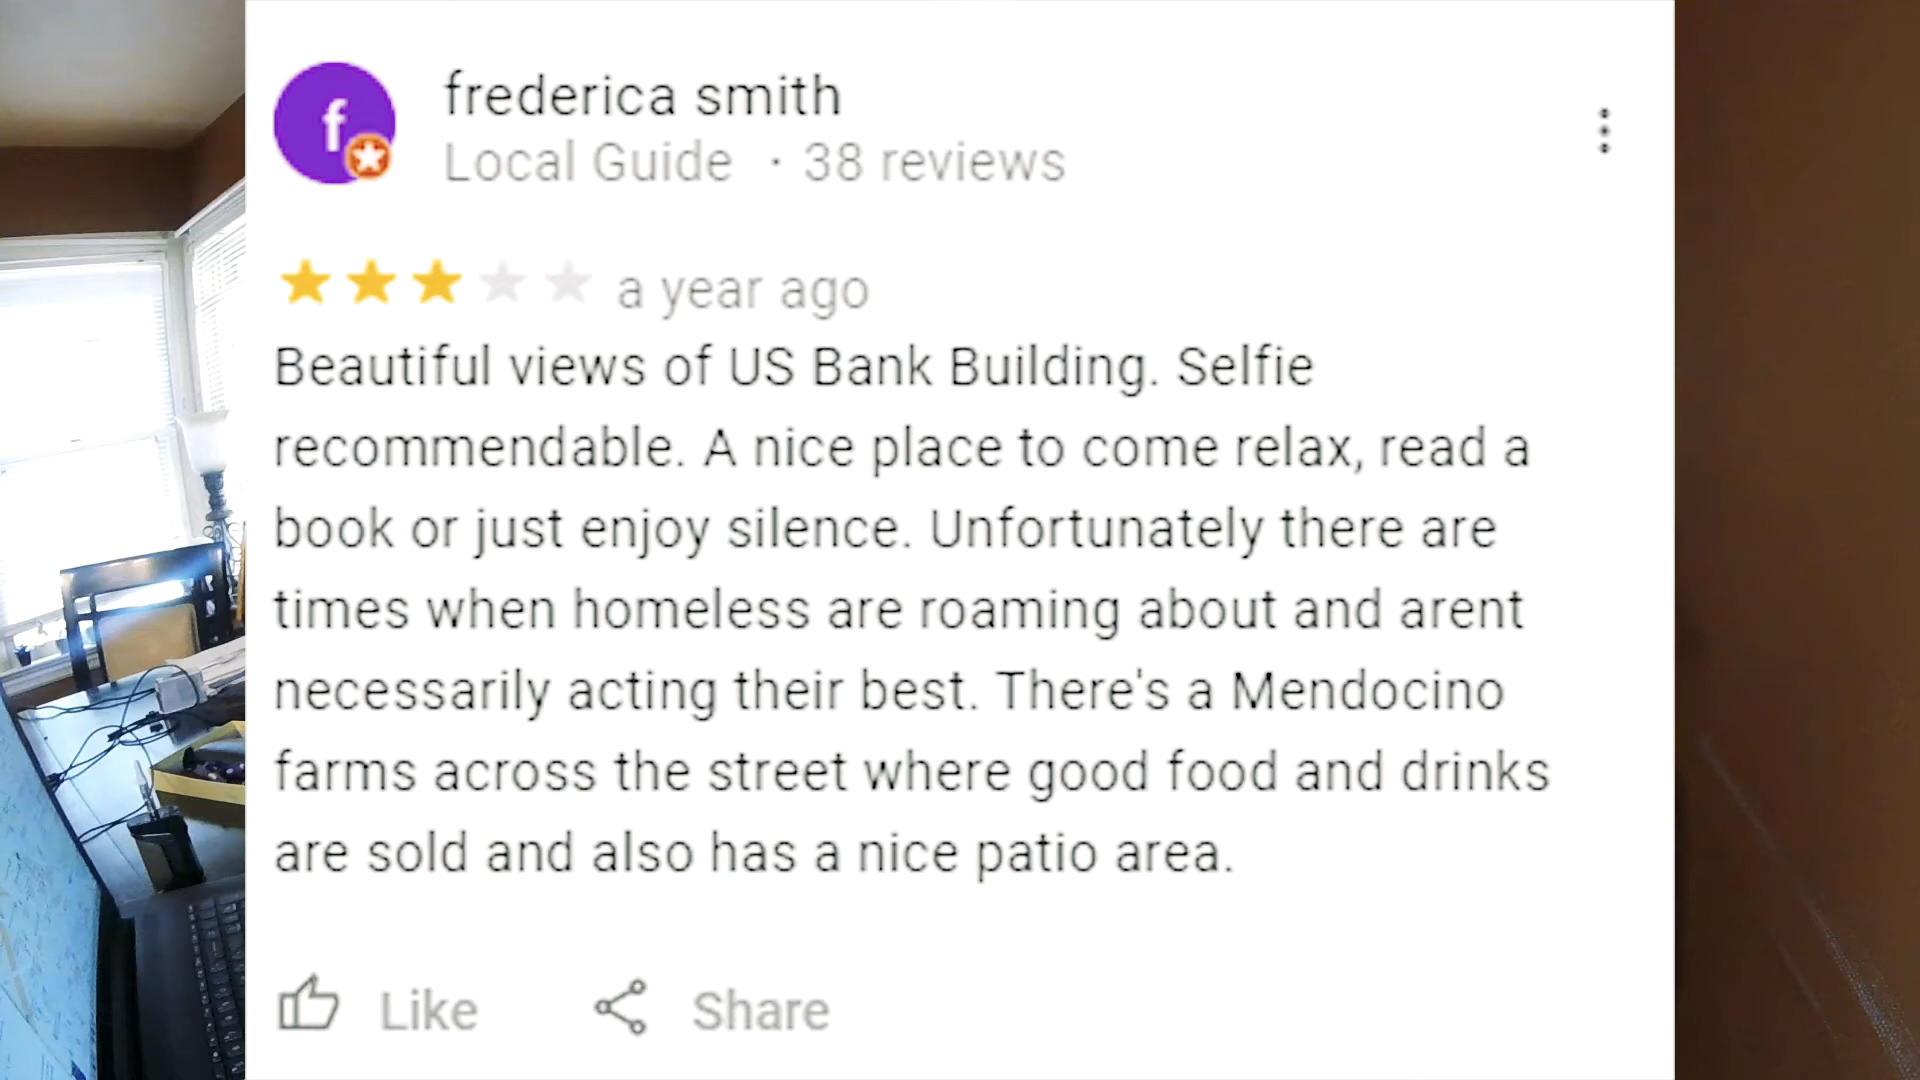 f
frederica smith
Local Guide · 38 reviews
a year ago
Beautiful views of US Bank Building. Selfie
recommendable. A nice place to come relax, read a
book or just enjoy silence. Unfortunately there are
times when homeless are roaming about and arent
necessarily acting their best. There's a Mendocino
farms across the street where good food and drinks
are sold and also has a nice patio area.
Like
Share